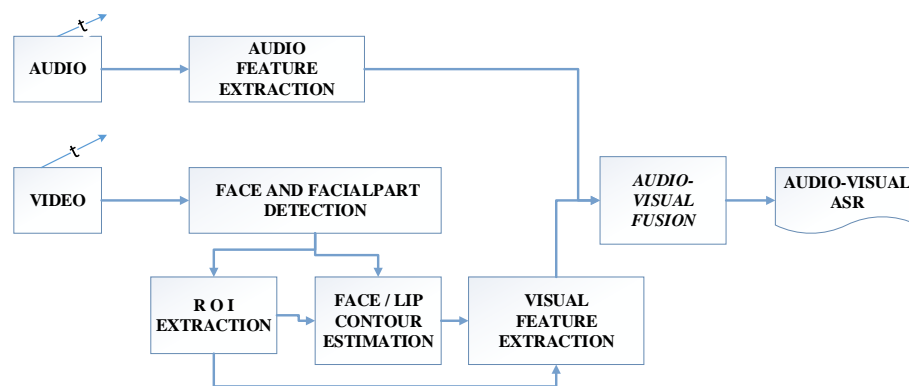 t
AUDIO
AUDIO
FEATURE
EXTRACTION
t
VIDEO
FACE AND FACIALPART
DETECTION
AUDIO-
VISUAL
FUSION
AUDIO-VISUAL
ASR
R O I
EXTRACTION
FACE / LIP
CONTOUR
ESTIMATION
VISUAL
FEATURE
EXTRACTION